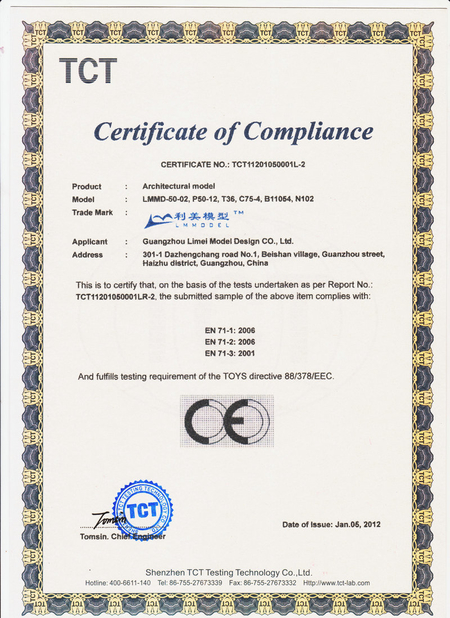 TCT
Certificate of Compliance
CERTIFICATE NO.: TCT11201050001L-2
Product : Architectural model
Model : LMMD-50-02, P50-12, T36, C75-4, B11054, N102
Trade Mark : 利美模型™
LMMODEL
Applicant : Guangzhou Limei Model Design CO., Ltd.
Address : 301-1 Dazhengchang road No.1, Beishan village, Guanzhou street,
Haizhu district, Guangzhou, China
This is to certify that, on the basis of the tests undertaken as per Report No.:
TCT11201050001LR-2, the submitted sample of the above item complies with:
EN 71-1: 2006
EN 71-2: 2006
EN 71-3: 2001
And fulfills testing requirement of the TOYS directive 88/378/EEC.
CE
TCT
Tomsin
Tomsin. Chief Engineer
Date of Issue: Jan.05, 2012
Shenzhen TCT Testing Technology Co.,Ltd.
Hotline: 400-6611-140 Tel: 86-755-27673339 Fax: 86-755-27673332 Http://www.tct-lab.com